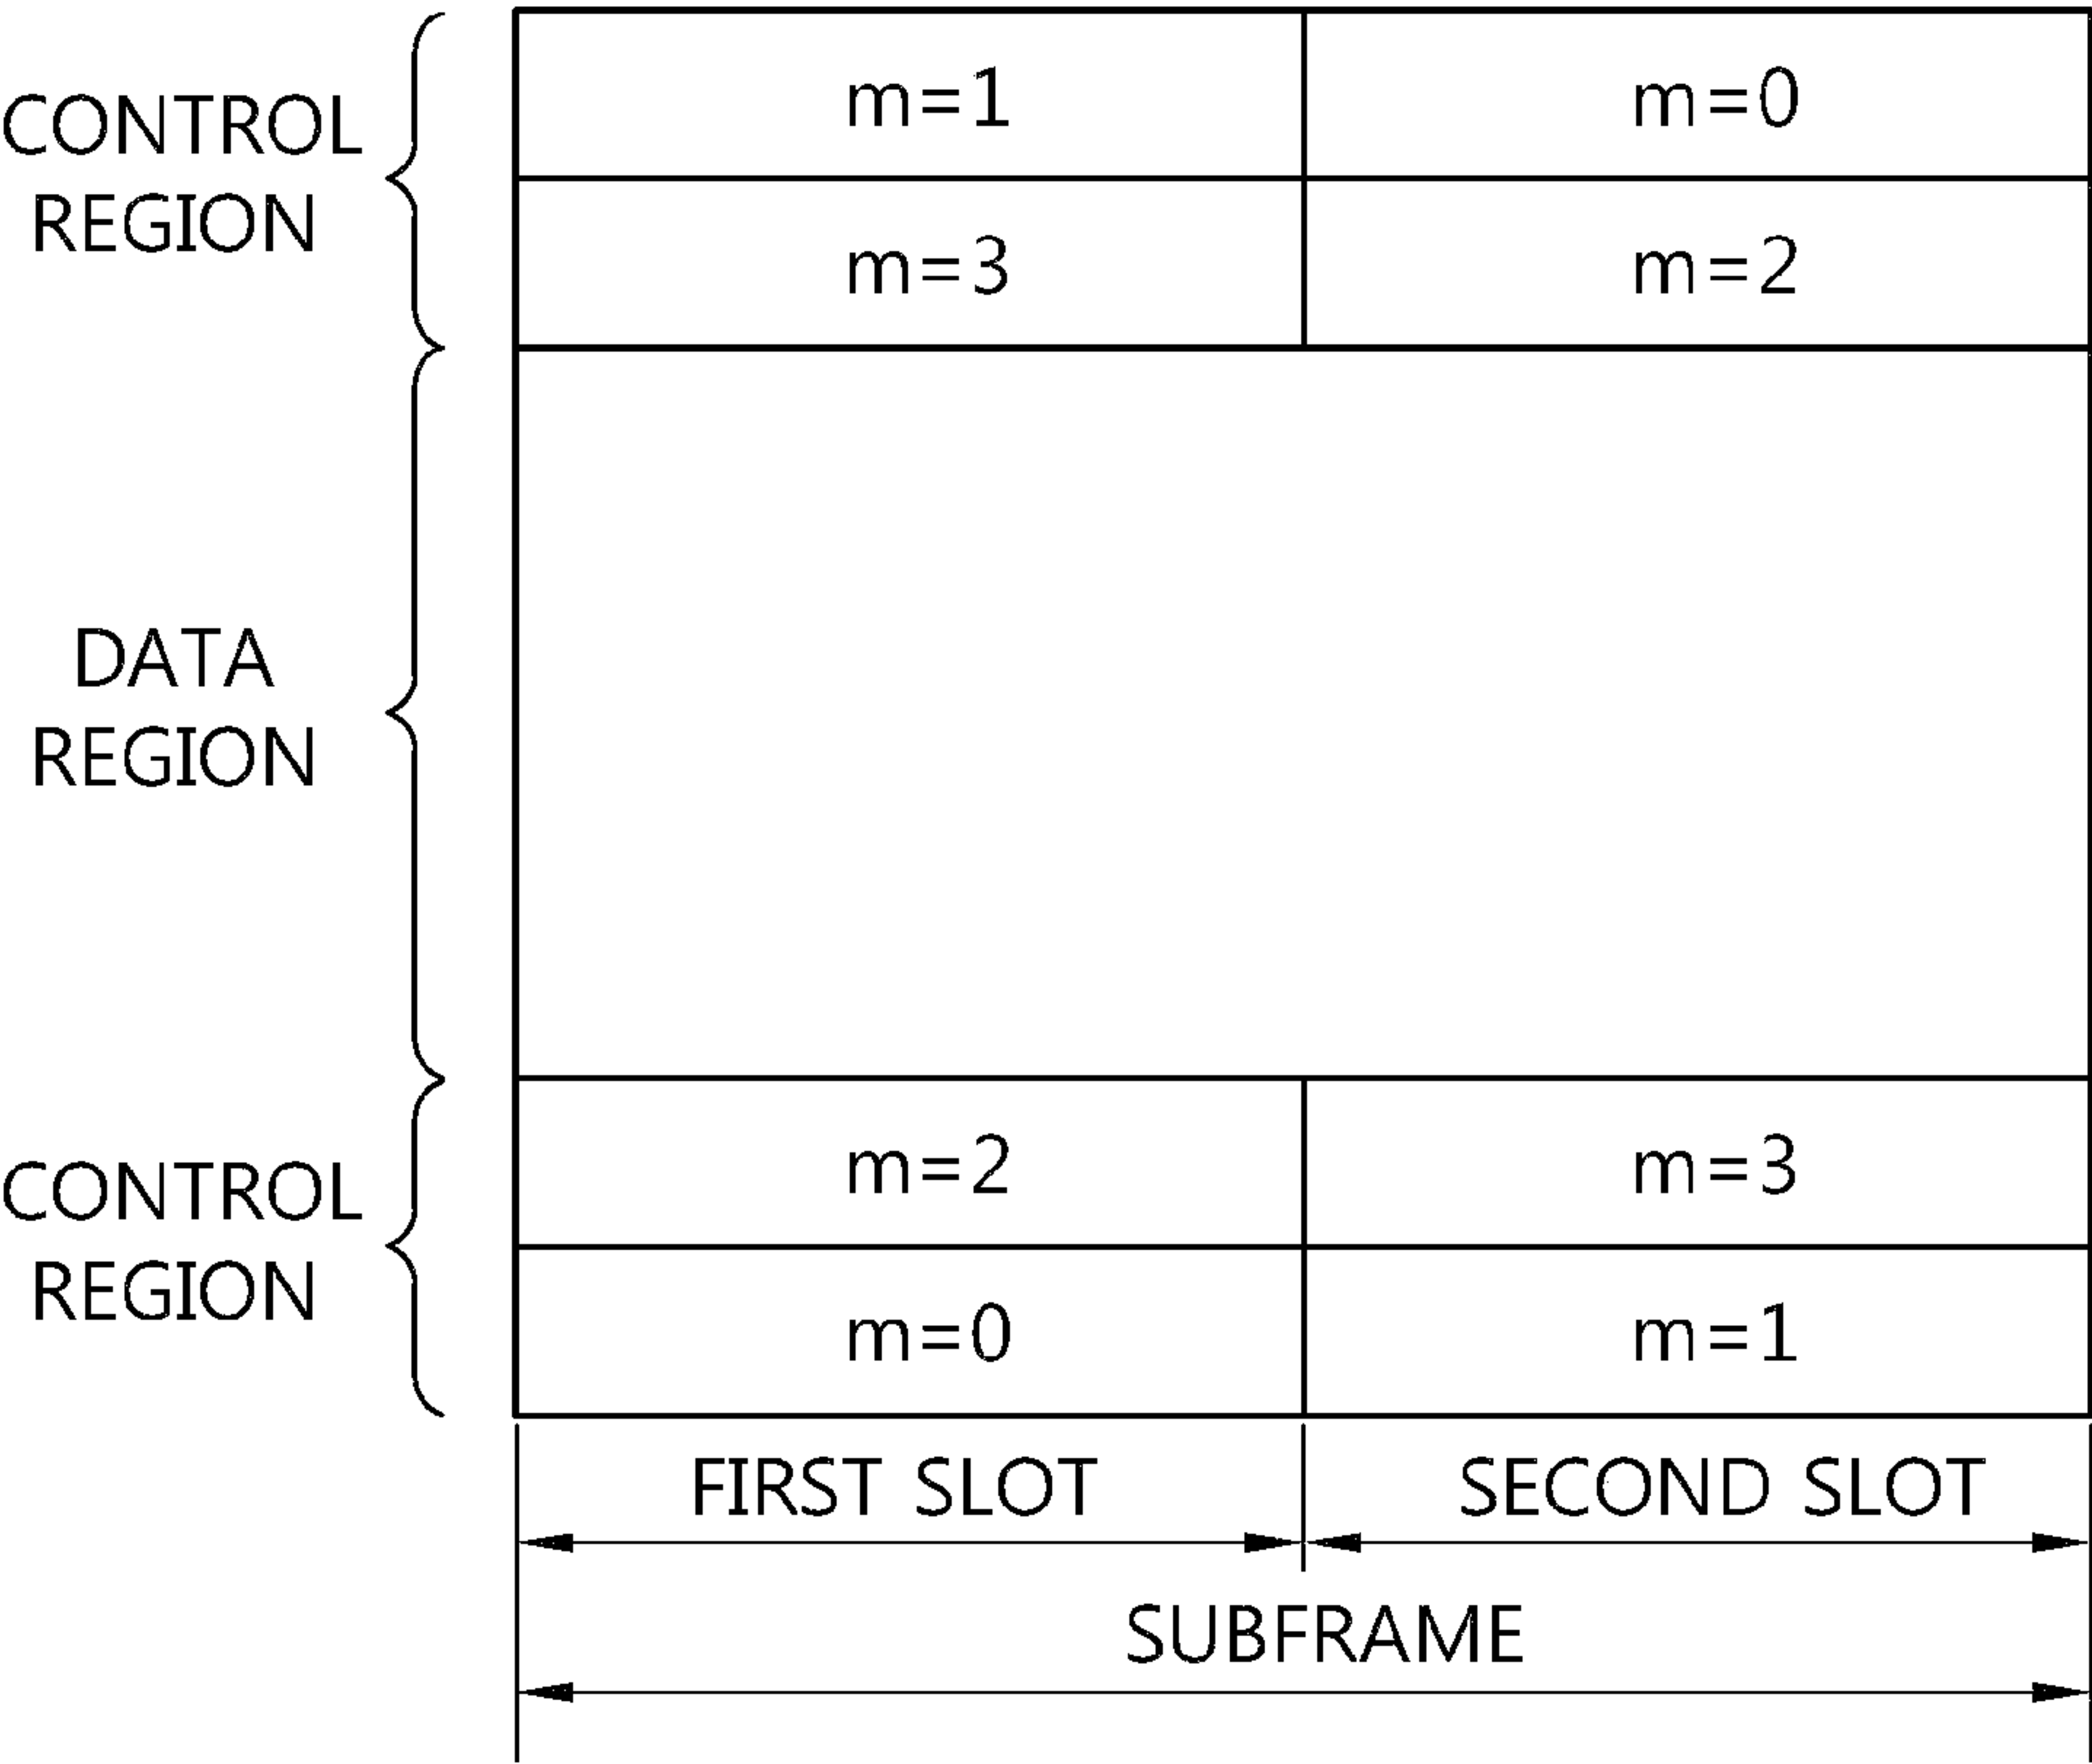 CONTROL
REGION
m=1 m=0
m=3 m=2
DATA
REGION
CONTROL
REGION
m=2 m=3
m=0 m=1
FIRST SLOT SECOND SLOT
SUBFRAME